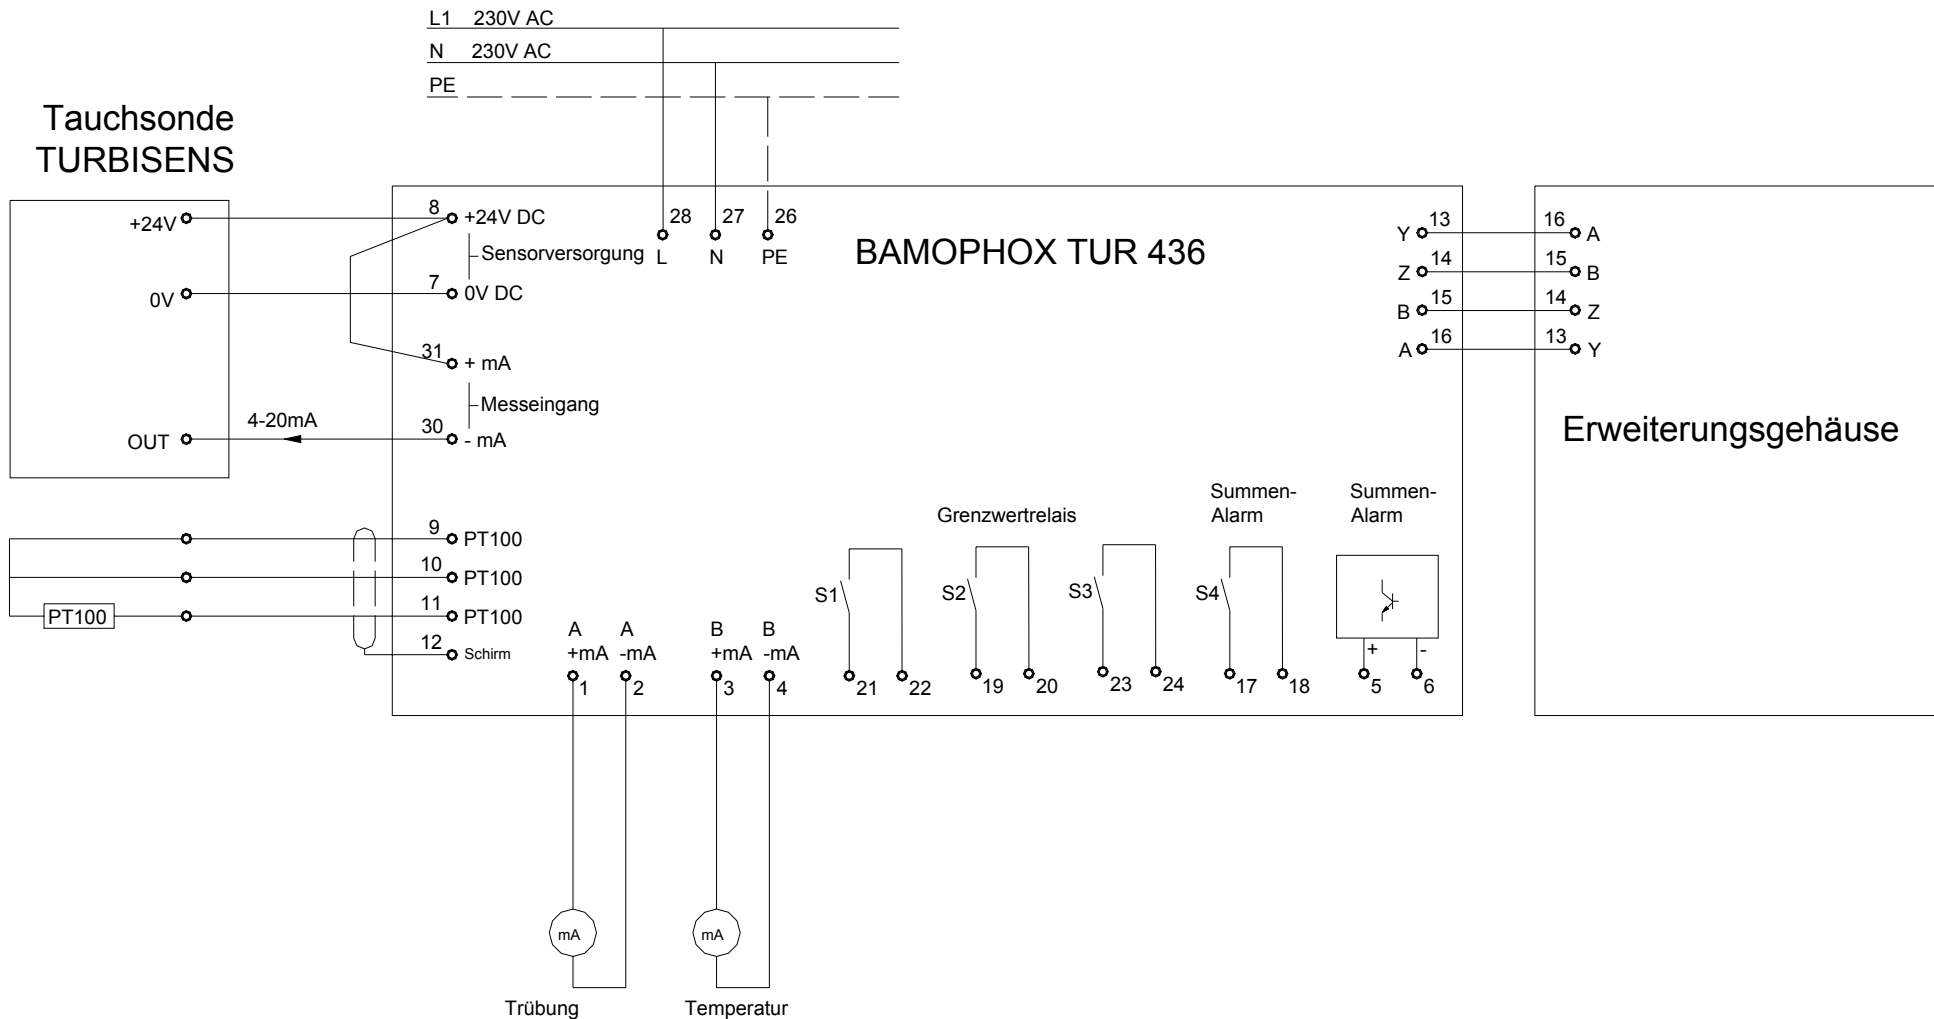 L1 230V AC
N 230V AC
PE
Tauchsonde
TURBISENS
+24V
0V
OUT
4-20mA
8 +24V DC
Sensorversorgung
7 0V DC
31 + mA
Messeingang
30 - mA
28 27 26
L N PE
BAMOPHOX TUR 436
Y 13
Z 14
B 15
A 16
16 A
15 B
14 Z
13 Y
Erweiterungsgehäuse
9 PT100
10 PT100
11 PT100
12 Schirm
PT100
A A B B
+mA -mA +mA -mA
1 2 3 4
Grenzwertrelais
Summen-
Alarm
Summen-
Alarm
S1 S2 S3 S4
+ -
21 22 19 20 23 24 17 18 5 6
mA mA
Trübung Temperatur